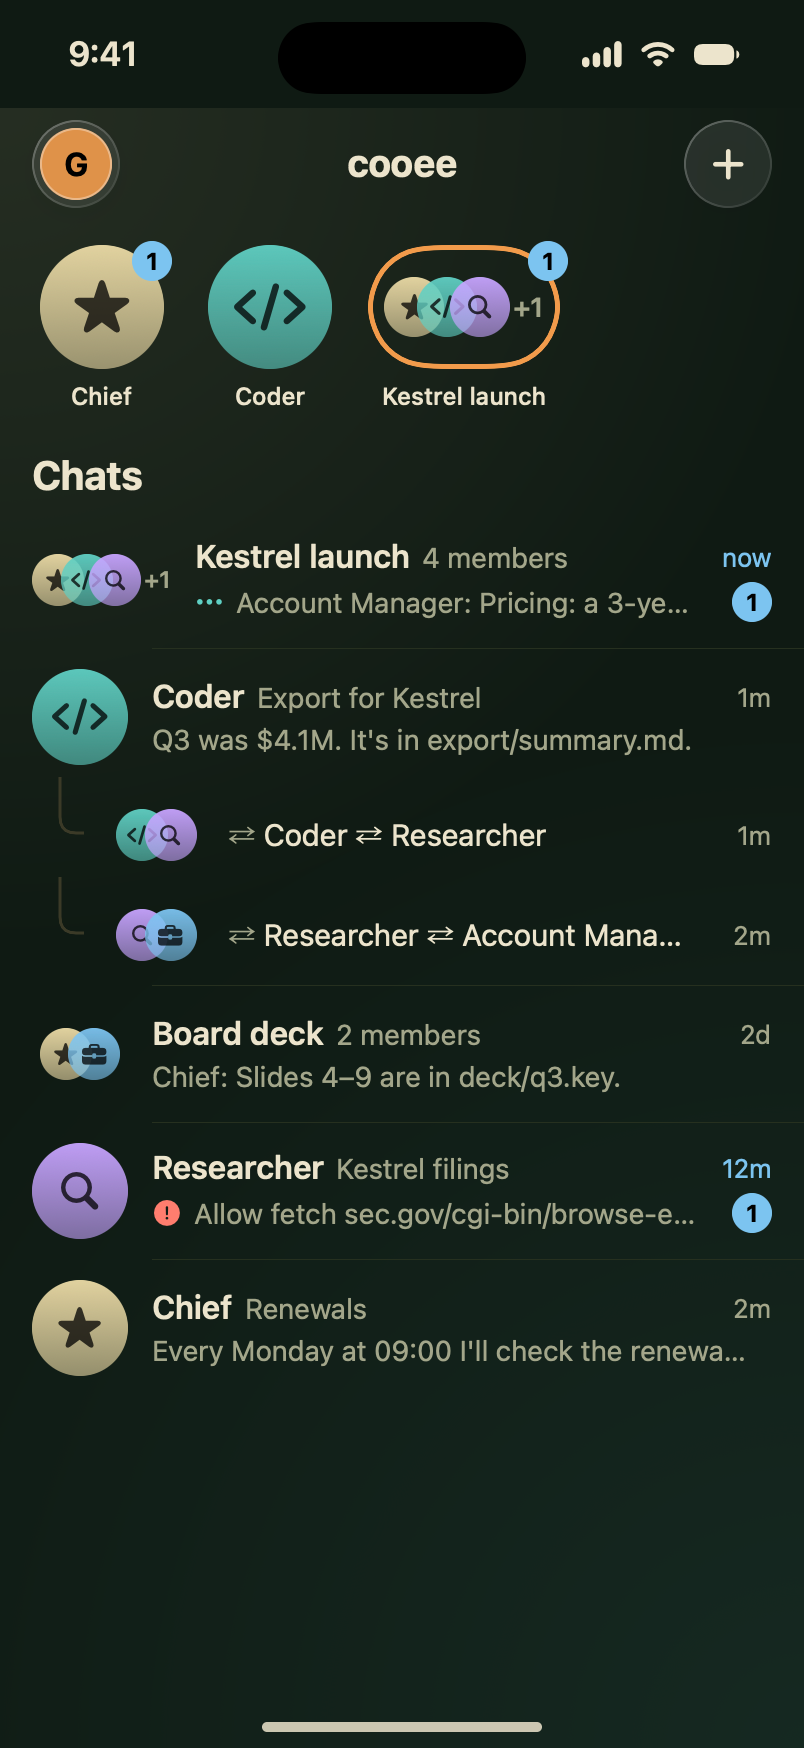 9:41
G
cooee
+
1
1
+1
Chief
Coder
Kestrel launch
Chats
+1
Kestrel launch 4 members now
Account Manager: Pricing: a 3-ye... 1
Coder Export for Kestrel 1m
Q3 was $4.1M. It's in export/summary.md.
⇄ Coder ⇄ Researcher 1m
⇄ Researcher ⇄ Account Mana... 2m
Board deck 2 members 2d
Chief: Slides 4–9 are in deck/q3.key.
Researcher Kestrel filings 12m
Allow fetch sec.gov/cgi-bin/browse-e... 1
Chief Renewals 2m
Every Monday at 09:00 I'll check the renewa...